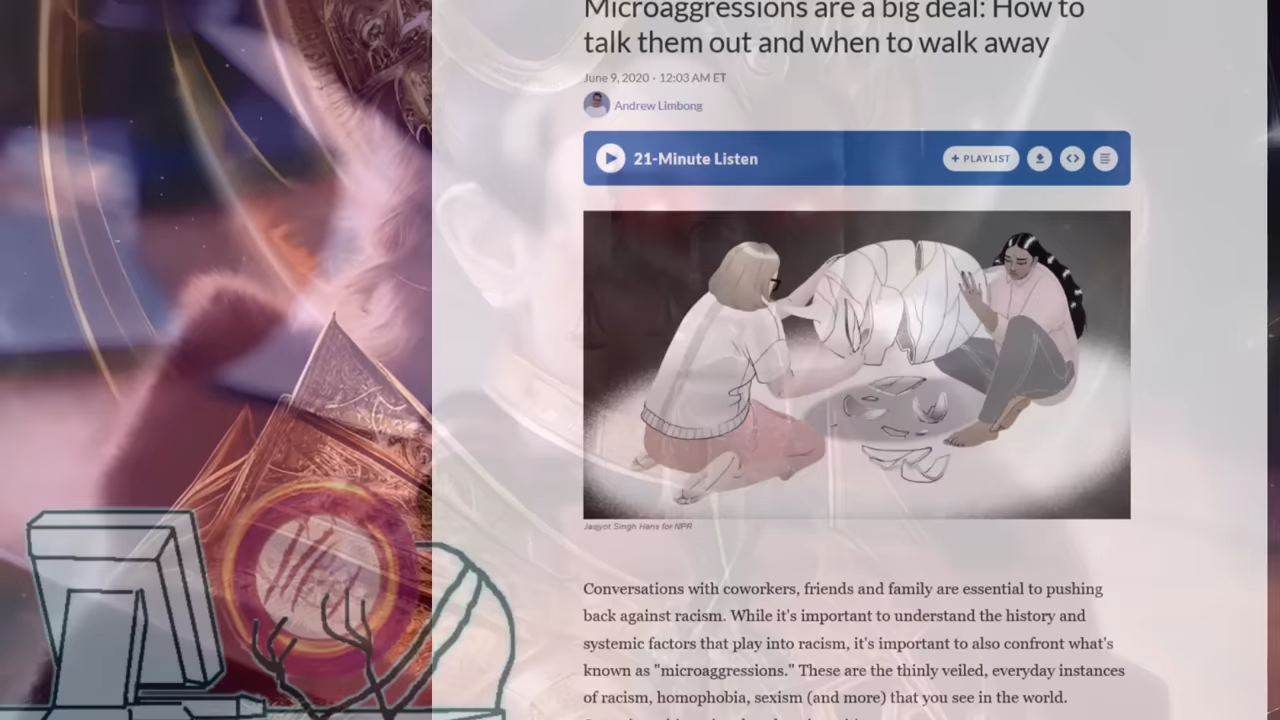 Microaggressions are a big deal: How to
talk them out and when to walk away
June 9, 2020 · 12:03 AM ET
Andrew Limbong
21-Minute Listen
+ PLAYLIST
Jaqyot Singh Hans for NPR
Conversations with coworkers, friends and family are essential to pushing
back against racism. While it's important to understand the history and
systemic factors that play into racism, it's important to also confront what's
known as "microaggressions." These are the thinly veiled, everyday instances
of racism, homophobia, sexism (and more) that you see in the world.